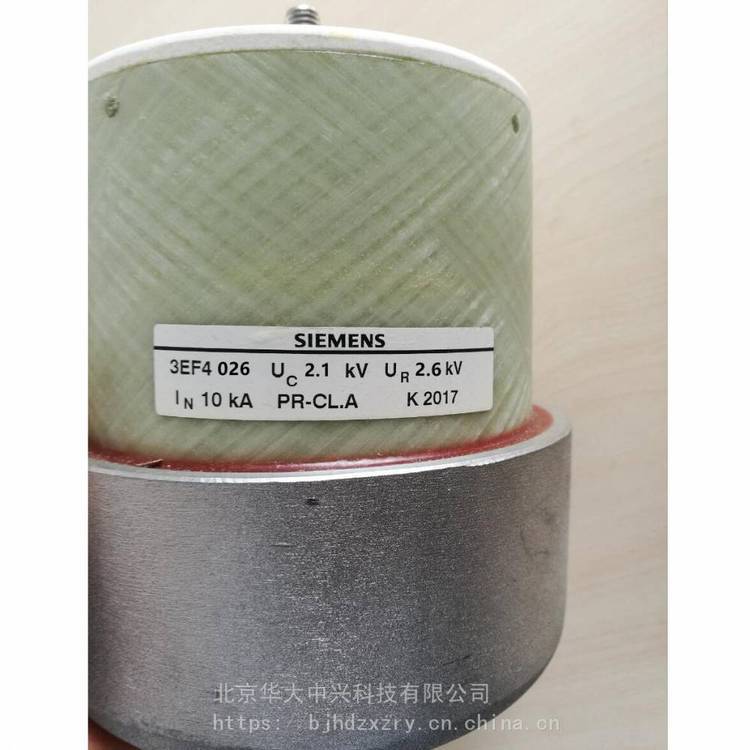 SIEMENS
3EF4 026 UC 2.1 kV UR 2.6 kV
IN 10 kA PR-CL.A K 2017
北京华大中兴科技有限公司
https://bjhdzxzry.cn.china.cn